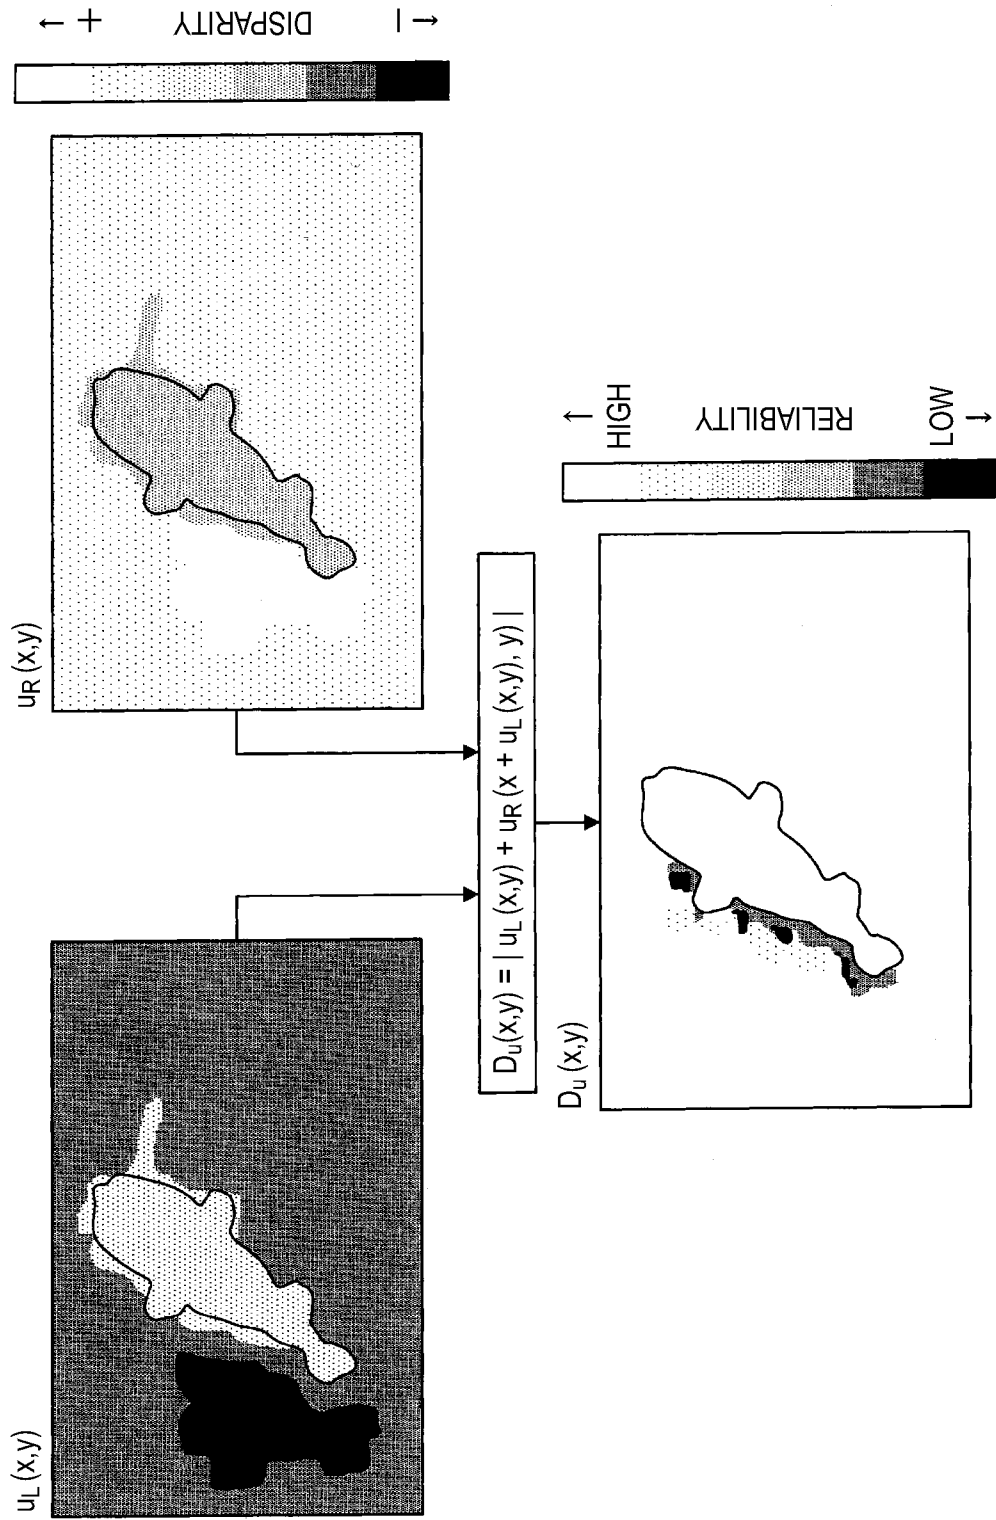 u_L (x,y)
u_R (x,y)
← + DISPARITY − →
D_u(x,y) = | u_L (x,y) + u_R (x + u_L (x,y), y) |
D_u (x,y)
← HIGH
RELIABILITY
LOW →